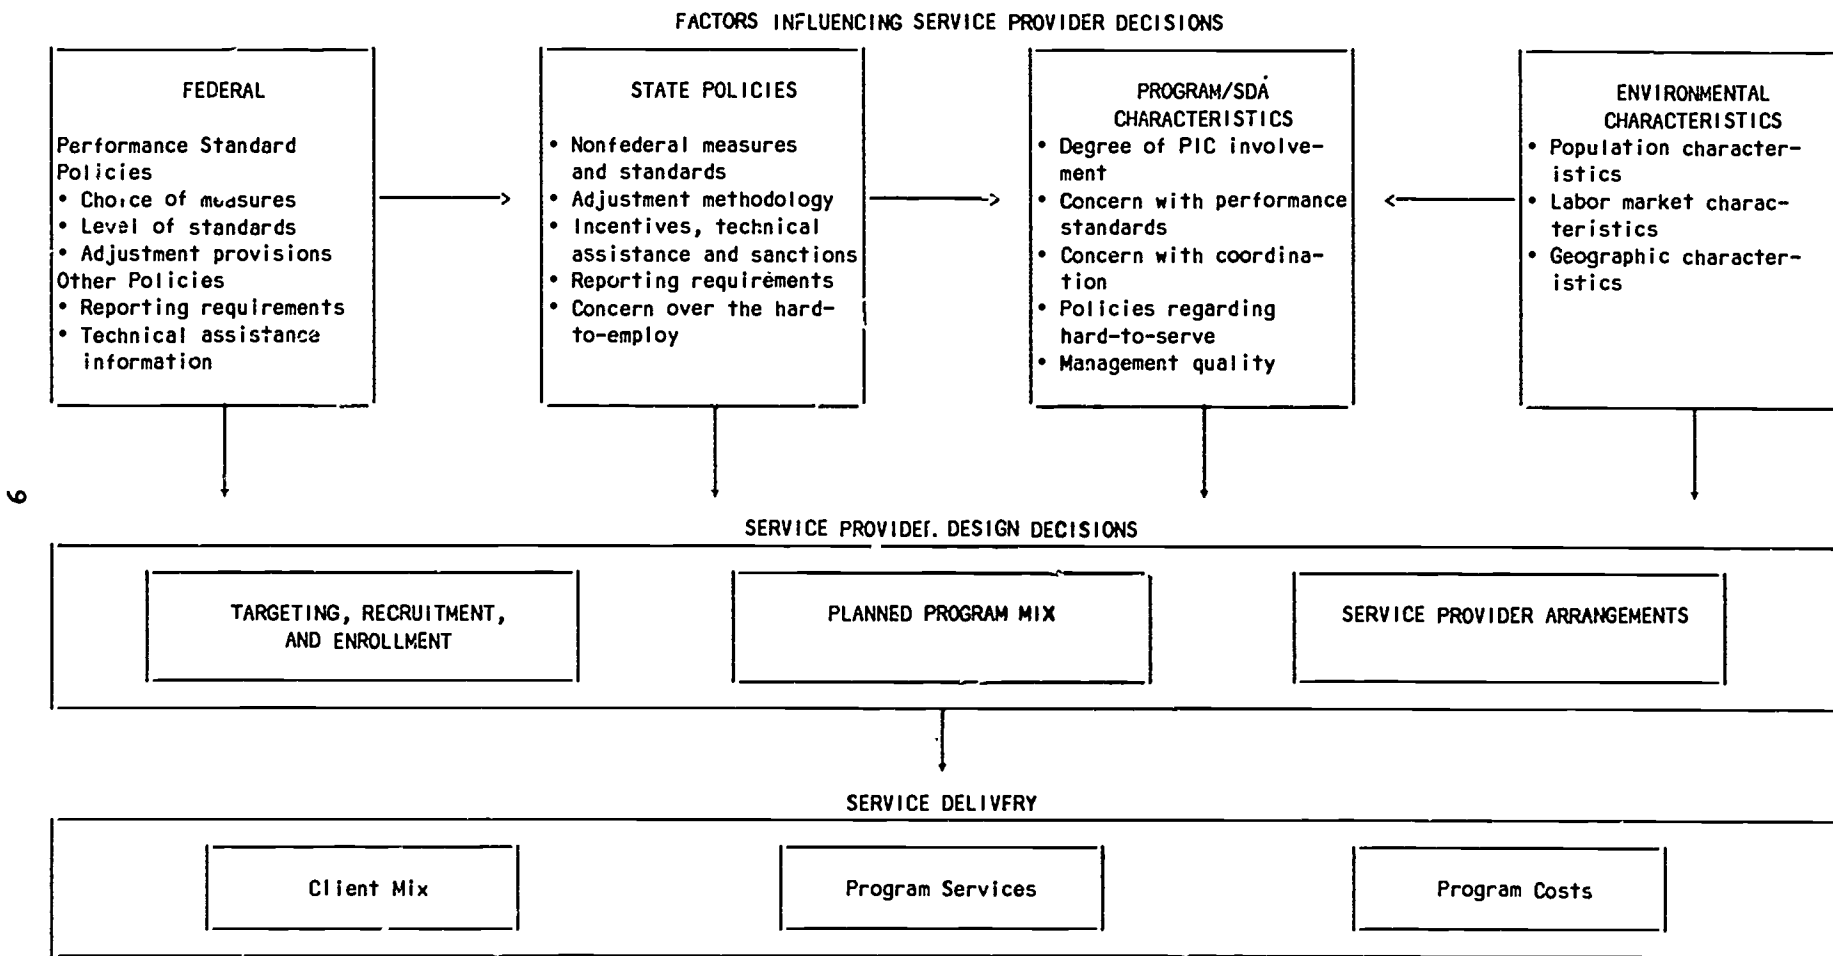 FACTORS INFLUENCING SERVICE PROVIDER DECISIONS
FEDERAL
Performance Standard
Policies
• Choice of measures
• Level of standards
• Adjustment provisions
Other Policies
• Reporting requirements
• Technical assistance
information
STATE POLICIES
• Nonfederal measures
and standards
• Adjustment methodology
• Incentives, technical
assistance and sanctions
• Reporting requirements
• Concern over the hard-
to-employ
PROGRAM/SDA
CHARACTERISTICS
• Degree of PIC involve-
ment
• Concern with performance
standards
• Concern with coordina-
tion
• Policies regarding
hard-to-serve
• Management quality
ENVIRONMENTAL
CHARACTERISTICS
• Population character-
istics
• Labor market charac-
teristics
• Geographic character-
istics
9
SERVICE PROVIDER DESIGN DECISIONS
TARGETING, RECRUITMENT,
AND ENROLLMENT
PLANNED PROGRAM MIX
SERVICE PROVIDER ARRANGEMENTS
SERVICE DELIVERY
Client Mix
Program Services
Program Costs